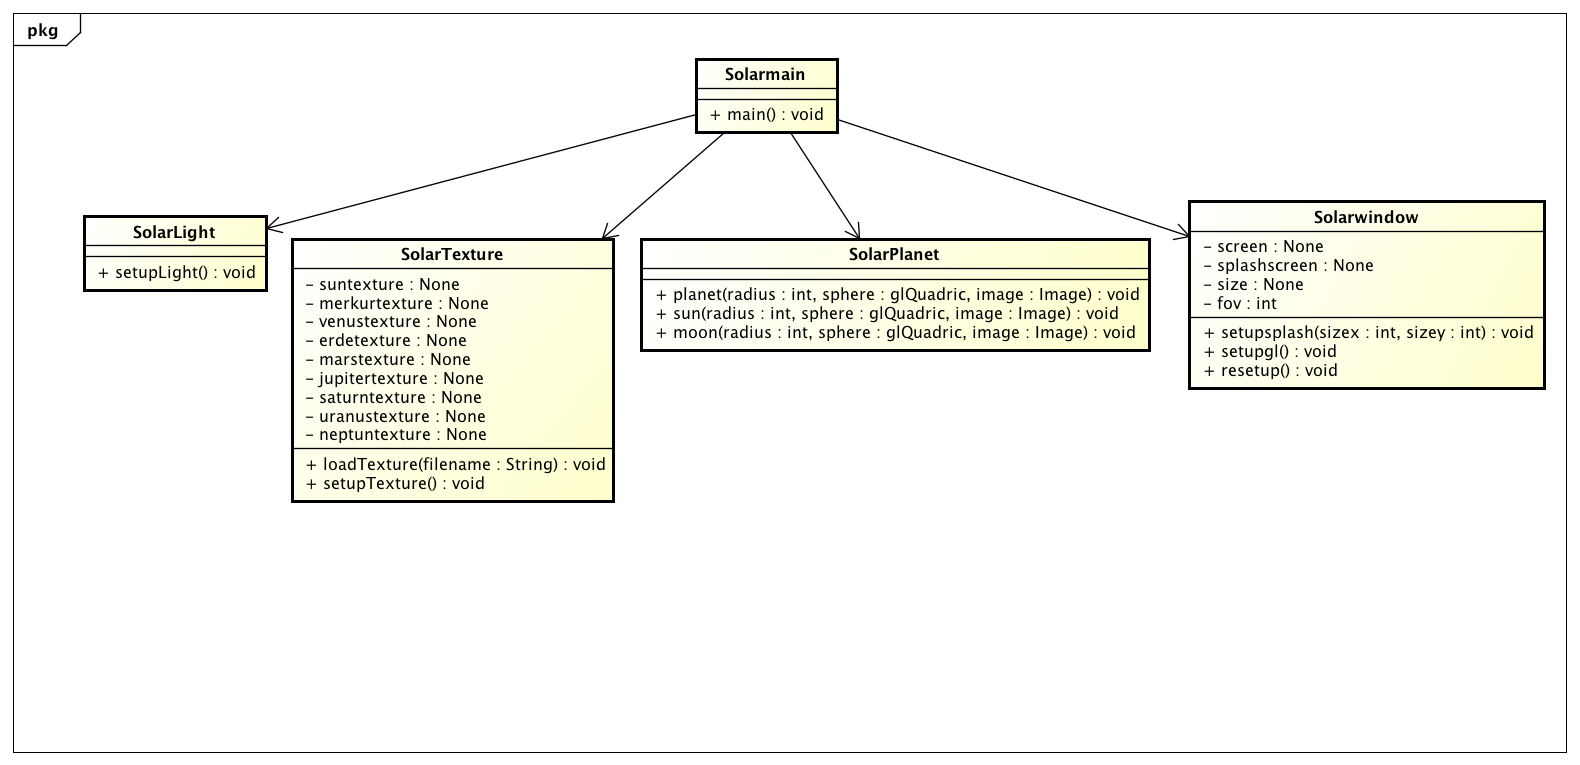 pkg
Solarmain
+ main() : void
SolarLight
+ setupLight() : void
SolarTexture
– suntexture : None
– merkurtexture : None
– venustexture : None
– erdetexture : None
– marstexture : None
– jupitertexture : None
– saturntexture : None
– uranustexture : None
– neptuntexture : None
+ loadTexture(filename : String) : void
+ setupTexture() : void
SolarPlanet
+ planet(radius : int, sphere : glQuadric, image : Image) : void
+ sun(radius : int, sphere : glQuadric, image : Image) : void
+ moon(radius : int, sphere : glQuadric, image : Image) : void
Solarwindow
– screen : None
– splashscreen : None
– size : None
– fov : int
+ setupsplash(sizex : int, sizey : int) : void
+ setupgl() : void
+ resetup() : void